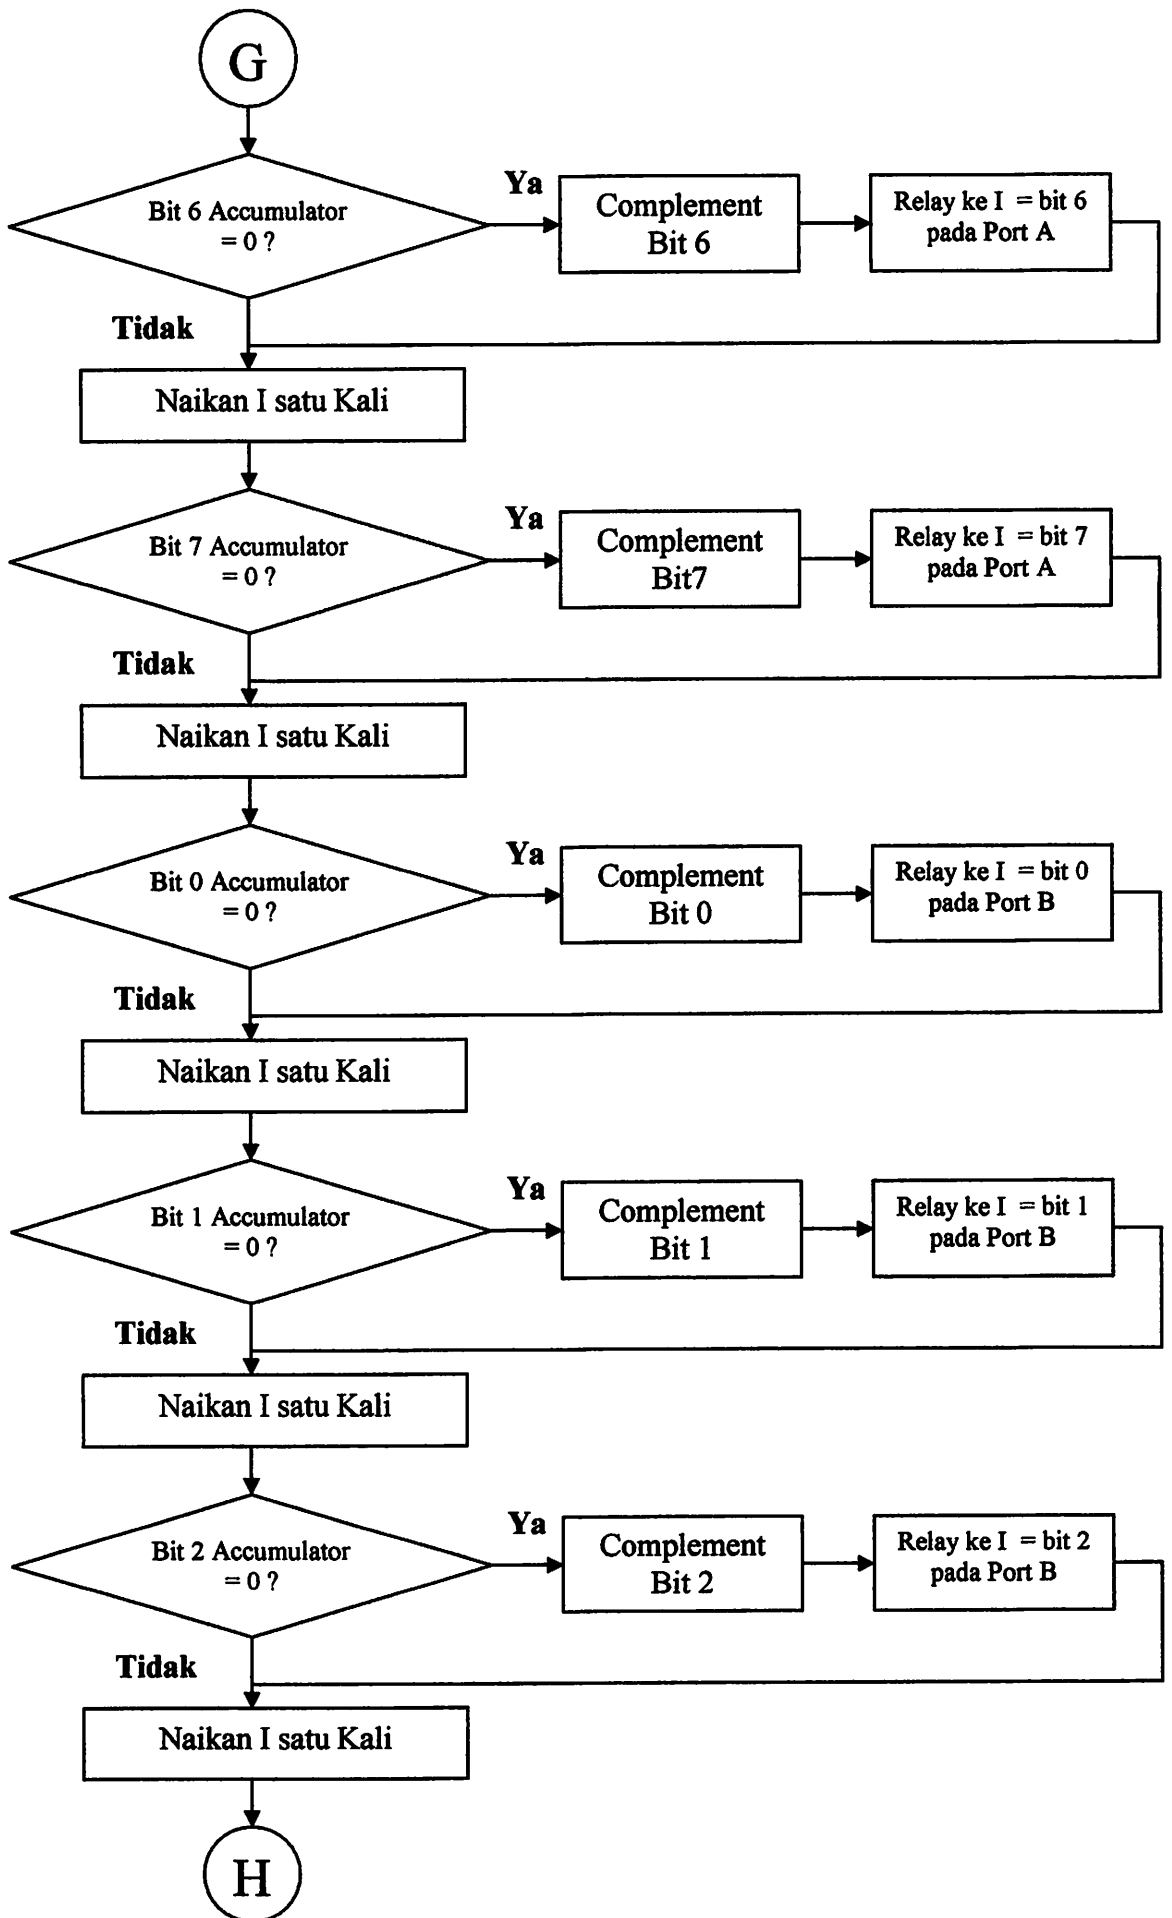 G
Bit 6 Accumulator
= 0 ?
Ya
Complement
Bit 6
Relay ke I = bit 6
pada Port A
Tidak
Naikan I satu Kali
Bit 7 Accumulator
= 0 ?
Ya
Complement
Bit7
Relay ke I = bit 7
pada Port A
Tidak
Naikan I satu Kali
Bit 0 Accumulator
= 0 ?
Ya
Complement
Bit 0
Relay ke I = bit 0
pada Port B
Tidak
Naikan I satu Kali
Bit 1 Accumulator
= 0 ?
Ya
Complement
Bit 1
Relay ke I = bit 1
pada Port B
Tidak
Naikan I satu Kali
Bit 2 Accumulator
= 0 ?
Ya
Complement
Bit 2
Relay ke I = bit 2
pada Port B
Tidak
Naikan I satu Kali
H